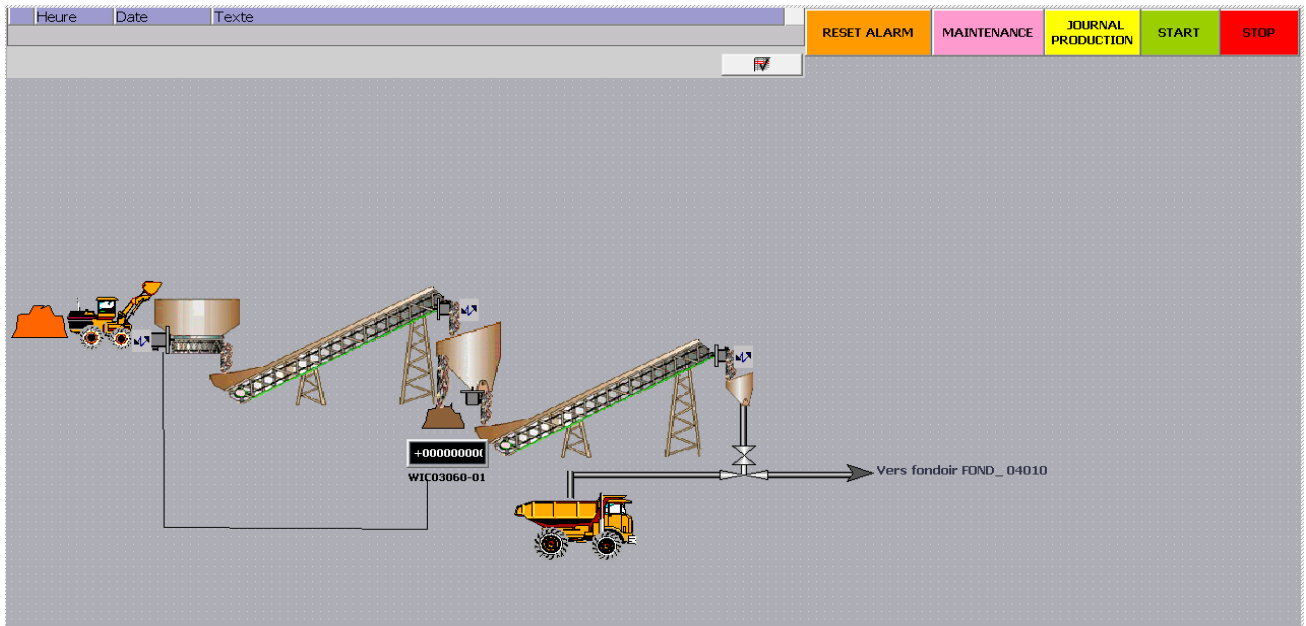 Heure Date Texte
RESET ALARM
MAINTENANCE
JOURNAL
PRODUCTION
START
STOP
+00000000
WIC03060-01
Vers fondoir FOND_ 04010